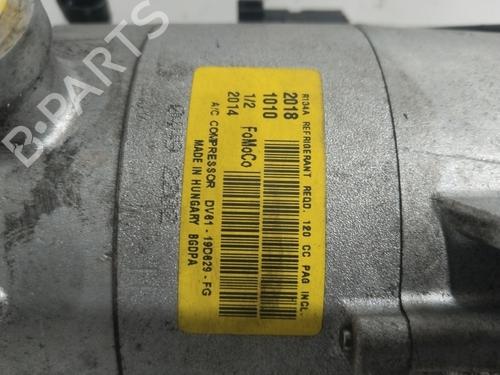 R134A REFRIGERANT REQD. 120 CC PAG INCL.
2018
1010
1/2 FoMoCo
2014
A/C COMPRESSOR DV61-19D629-FG
MADE IN HUNGARY BGDPA
B-PARTS